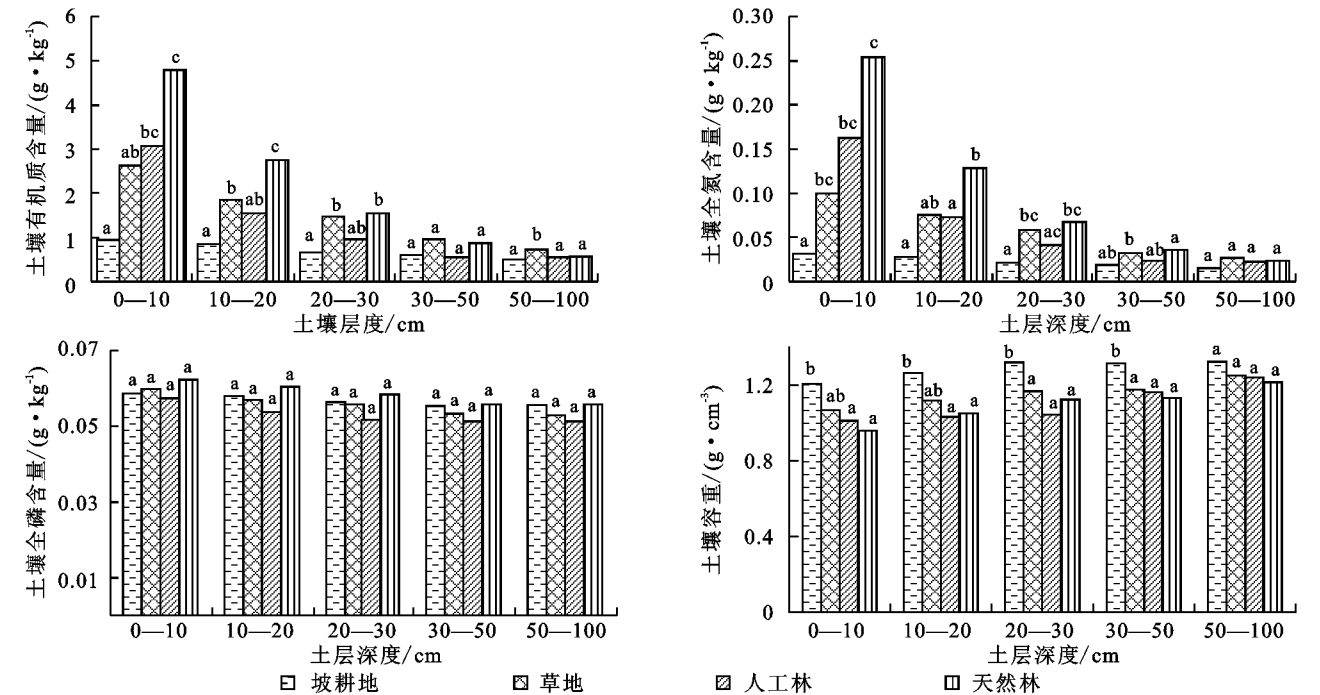 土壤有机质含量/(g·kg⁻¹)
6
5
4
3
2
1
0
a ab bc c
a b ab c
a b ab b
a a a a
a b a a
0—10 10—20 20—30 30—50 50—100
土壤层度/cm
土壤全氮含量/(g·kg⁻¹)
0.30
0.25
0.20
0.15
0.10
0.05
0
a bc bc c
a ab a b
a bc ac bc
ab b ab a
a a a a
0—10 10—20 20—30 30—50 50—100
土层深度/cm
土壤全磷含量/(g·kg⁻¹)
0.07
0.05
0.03
0.01
a a a a
a a a a
a a a a
a a a a
a a a a
0—10 10—20 20—30 30—50 50—100
土层深度/cm
土壤容重/(g·cm⁻³)
1.2
0.8
0.4
0
b ab a a
b ab a a
b a a a
b a a a
a a a a
0—10 10—20 20—30 30—50 50—100
土层深度/cm
坡耕地 草地 人工林 天然林